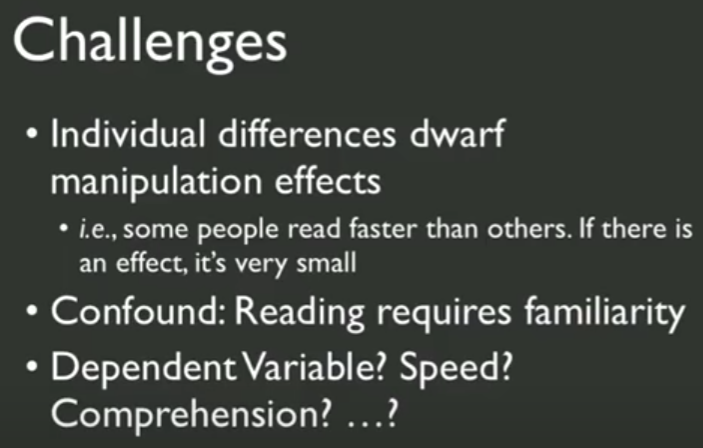 Challenges
• Individual differences dwarf
manipulation effects
• i.e., some people read faster than others. If there is
an effect, it's very small
• Confound: Reading requires familiarity
• Dependent Variable? Speed?
Comprehension? …?